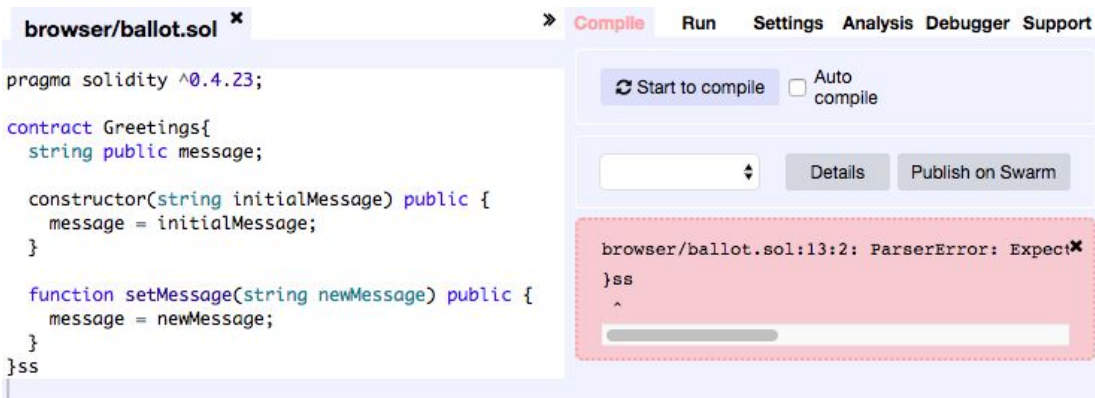 browser/ballot.sol ✖
» Compile Run Settings Analysis Debugger Support
pragma solidity ^0.4.23;
contract Greetings{
string public message;
constructor(string initialMessage) public {
message = initialMessage;
}
function setMessage(string newMessage) public {
message = newMessage;
}
}ss
Start to compile
Auto compile
Details Publish on Swarm
browser/ballot.sol:13:2: ParserError: Expect✖
}ss
^